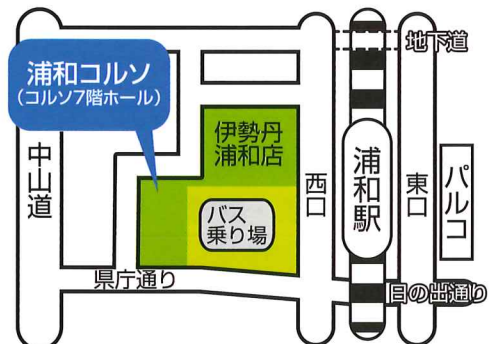 地下道
浦和コルソ
(コルソ7階ホール)
伊勢丹
浦和店
中山道
西口
浦和駅
東口
パルコ
バス
乗り場
県庁通り
日の出通り